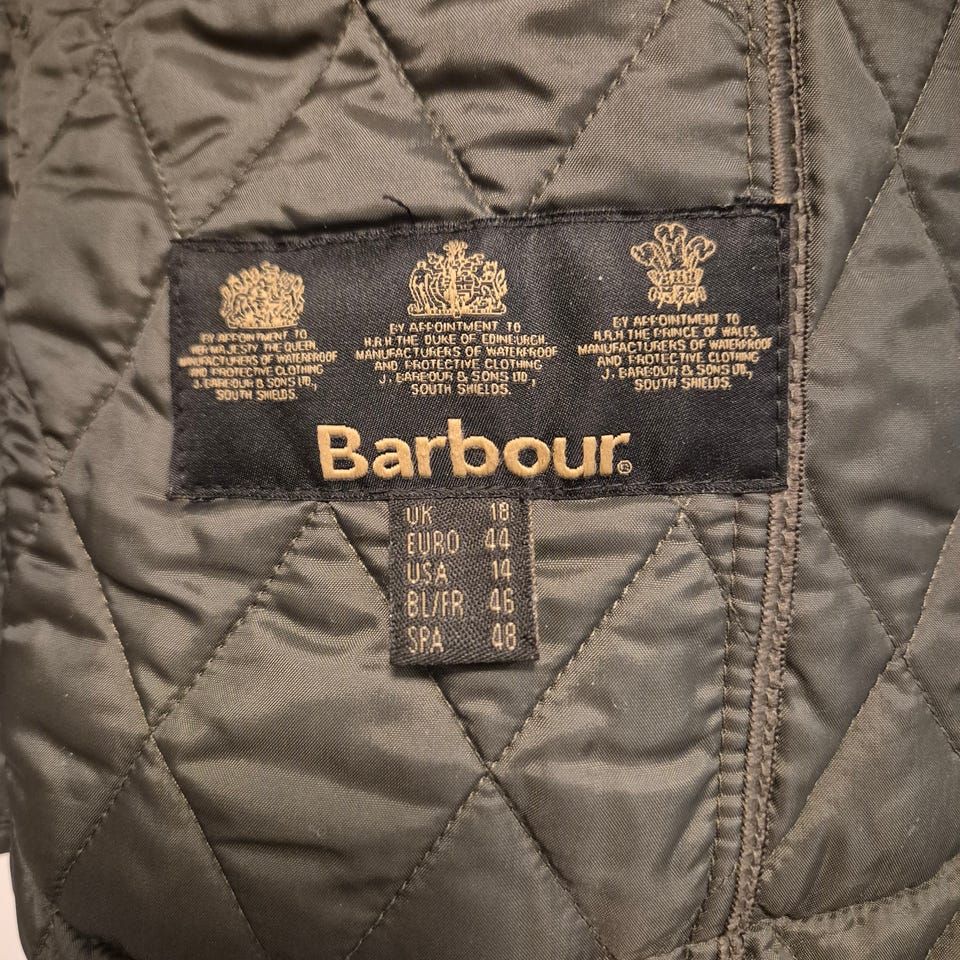 BY APPOINTMENT TO
HER MAJESTY THE QUEEN
MANUFACTURERS OF WATERPROOF
AND PROTECTIVE CLOTHING
J. BARBOUR & SONS LTD.,
SOUTH SHIELDS.
BY APPOINTMENT TO
H.R.H. THE DUKE OF EDINBURGH.
MANUFACTURERS OF WATERPROOF
AND PROTECTIVE CLOTHING
J. BARBOUR & SONS LTD.,
SOUTH SHIELDS.
BY APPOINTMENT TO
H.R.H. THE PRINCE OF WALES.
MANUFACTURERS OF WATERPROOF
AND PROTECTIVE CLOTHING
J. BARBOUR & SONS LTD.,
SOUTH SHIELDS.
Barbour®
UK 18
EURO 44
USA 14
BL/FR 46
SPA 48